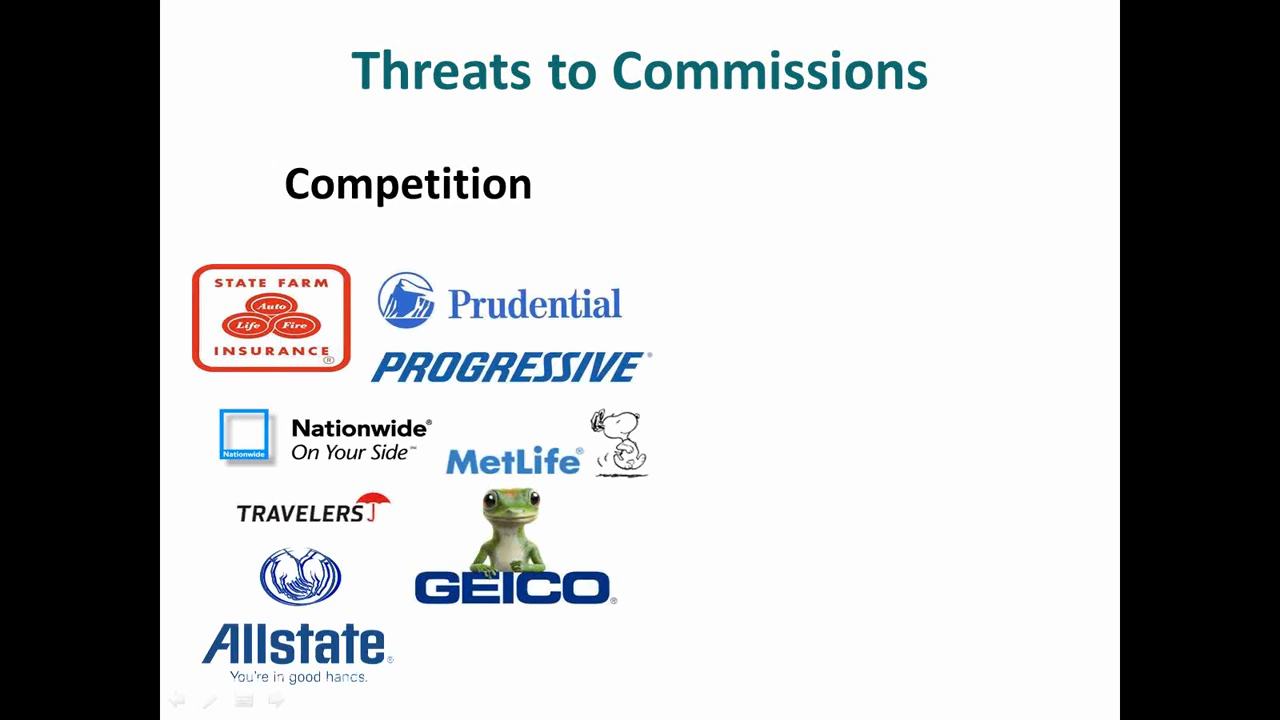 Threats to Commissions
Competition
STATE FARM
Auto
Life Fire
INSURANCE®
Prudential
PROGRESSIVE®
Nationwide®
On Your Side℠
Nationwide
MetLife®
TRAVELERS
GEICO®
Allstate®
You're in good hands.